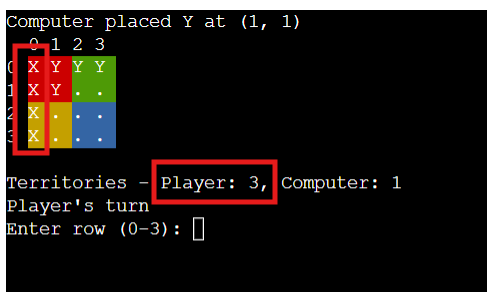 Computer placed Y at (1, 1)
0 1 2 3
0 X Y Y Y
1 X Y . .
2 X . . .
3 X . . .
Territories - Player: 3, Computer: 1
Player's turn
Enter row (0-3):